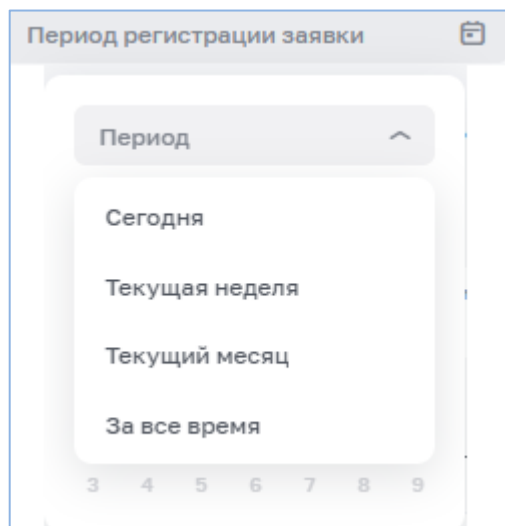 Период регистрации заявки
Период
Сегодня
Текущая неделя
Текущий месяц
За все время
3 4 5 6 7 8 9